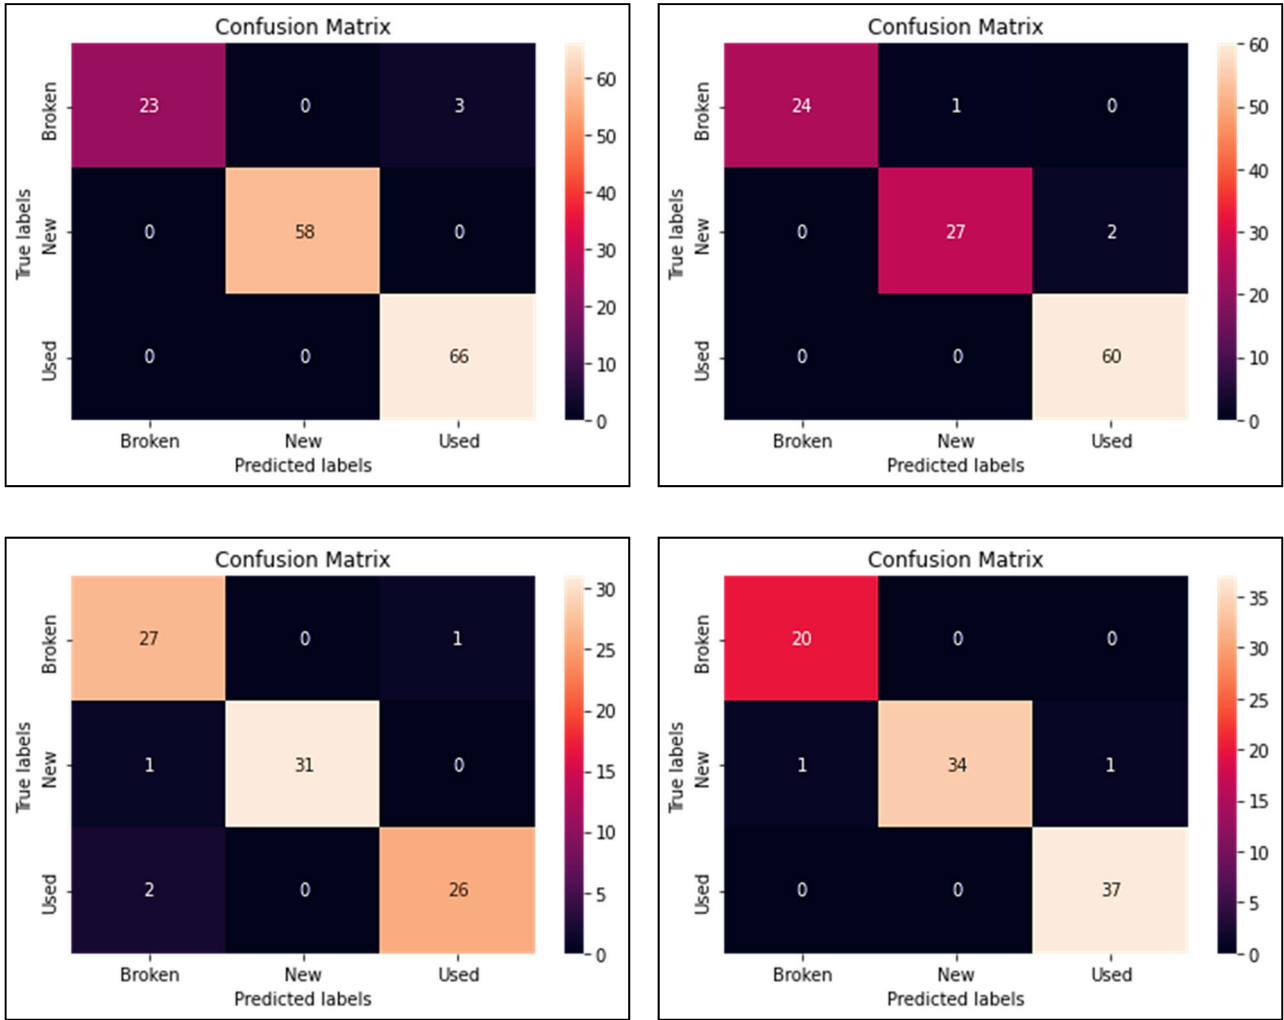 Confusion Matrix
True labels
Broken
New
Used
23 0 3
0 58 0
0 0 66
Broken New Used
Predicted labels
60
50
40
30
20
10
0
Confusion Matrix
True labels
Broken
New
Used
24 1 0
0 27 2
0 0 60
Broken New Used
Predicted labels
60
50
40
30
20
10
0
Confusion Matrix
True labels
Broken
New
Used
27 0 1
1 31 0
2 0 26
Broken New Used
Predicted labels
30
25
20
15
10
5
0
Confusion Matrix
True labels
Broken
New
Used
20 0 0
1 34 1
0 0 37
Broken New Used
Predicted labels
35
30
25
20
15
10
5
0